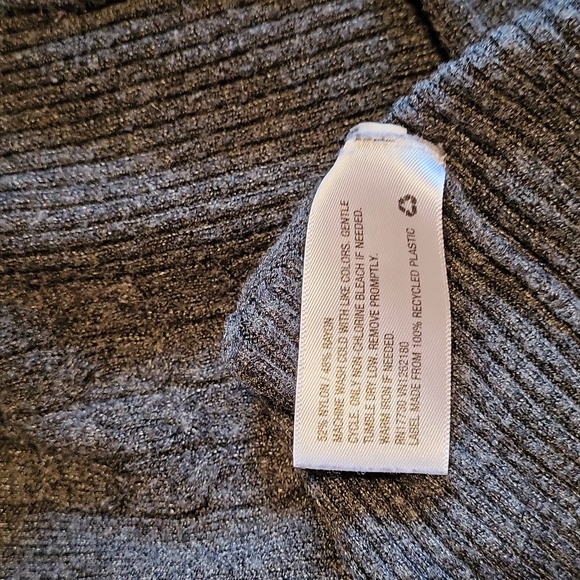 52% NYLON / 48% RAYON
MACHINE WASH COLD WITH LIKE COLORS. GENTLE
CYCLE. ONLY NON-CHLORINE BLEACH IF NEEDED.
TUMBLE DRY LOW. REMOVE PROMPTLY.
WARM IRON IF NEEDED.
RN17730 VN1262180
LABEL MADE FROM 100% RECYCLED PLASTIC